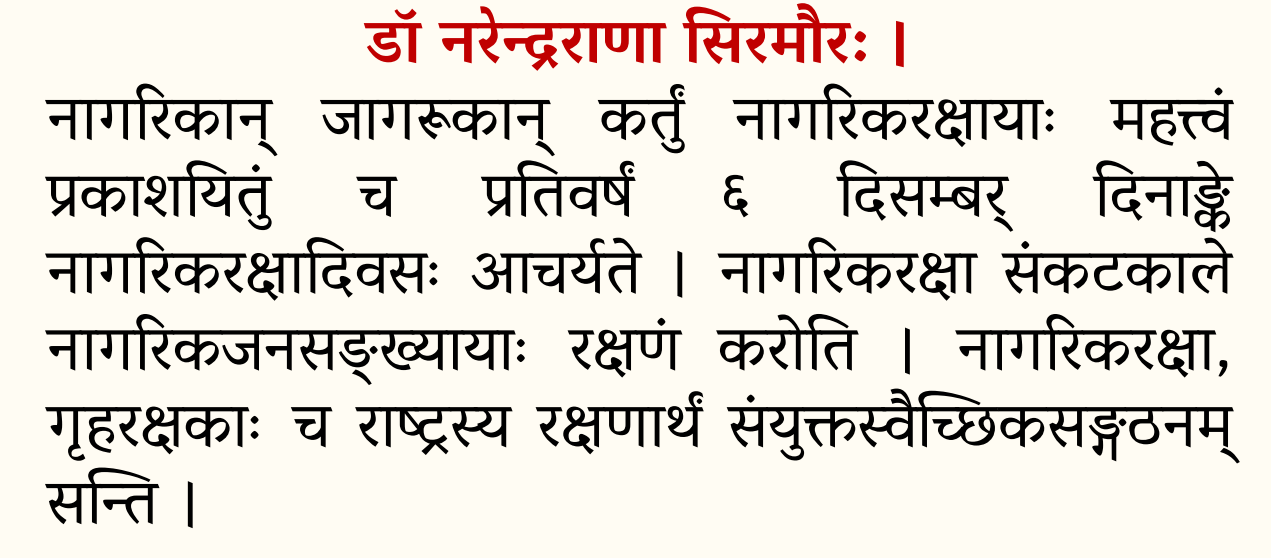 डॉ नरेन्द्रराणा सिरमौरः ।
नागरिकान् जागरूकान् कर्तुं नागरिकरक्षायाः महत्त्वं
प्रकाशयितुं च प्रतिवर्षं ६ दिसम्बर् दिनाङ्के
नागरिकरक्षादिवसः आचर्यते । नागरिकरक्षा संकटकाले
नागरिकजनसङ्ख्यायाः रक्षणं करोति । नागरिकरक्षा,
गृहरक्षकाः च राष्ट्रस्य रक्षणार्थं संयुक्तस्वैच्छिकसङ्गठनम्
सन्ति ।